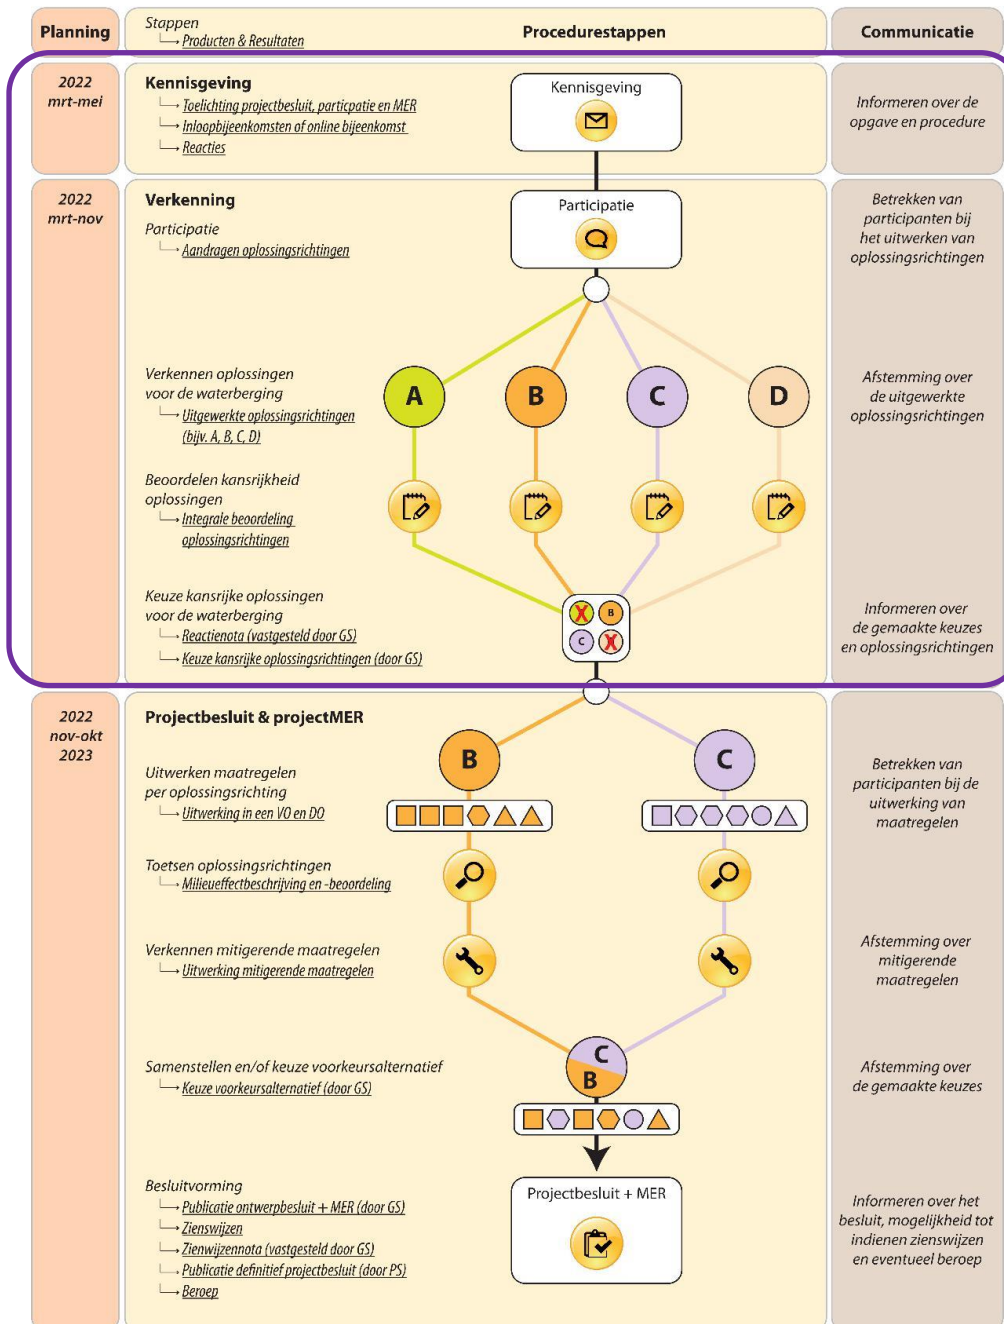 Planning
Stappen
Producten & Resultaten
Procedurestappen
Communicatie
2022
mrt-mei
Kennisgeving
Toelichting projectbesluit, particpatie en MER
Inloopbijeenkomsten of online bijeenkomst
Reacties
Kennisgeving
Informeren over de
opgave en procedure
2022
mrt-nov
Verkenning
Participatie
Aandragen oplossingsrichtingen
Participatie
Betrekken van
participanten bij
het uitwerken van
oplossingsrichtingen
Verkennen oplossingen
voor de waterberging
Uitgewerkte oplossingsrichtingen
(bijv. A, B, C, D)
A
B
C
D
Afstemming over
de uitgewerkte
oplossingsrichtingen
Beoordelen kansrijkheid
oplossingen
Integrale beoordeling
oplossingsrichtingen
Keuze kansrijke oplossingen
voor de waterberging
Reactienota (vastgesteld door GS)
Keuze kansrijke oplossingsrichtingen (door GS)
X
B
C
X
Informeren over
de gemaakte keuzes
en oplossingsrichtingen
2022
nov-okt
2023
Projectbesluit & projectMER
B
C
Uitwerken maatregelen
per oplossingsrichting
Uitwerking in een VO en DO
Betrekken van
participanten bij de
uitwerking van
maatregelen
Toetsen oplossingsrichtingen
Milieueffectbeschrijving en -beoordeling
Verkennen mitigerende maatregelen
Uitwerking mitigerende maatregelen
Afstemming over
mitigerende
maatregelen
Samenstellen en/of keuze voorkeursalternatief
Keuze voorkeursalternatief (door GS)
C
B
Afstemming over
de gemaakte keuzes
Besluitvorming
Publicatie ontwerpbesluit + MER (door GS)
Zienswijzen
Zienwijzennota (vastgesteld door GS)
Publicatie definitief projectbesluit (door PS)
Beroep
Projectbesluit + MER
Informeren over het
besluit, mogelijkheid tot
indienen zienswijzen
en eventueel beroep